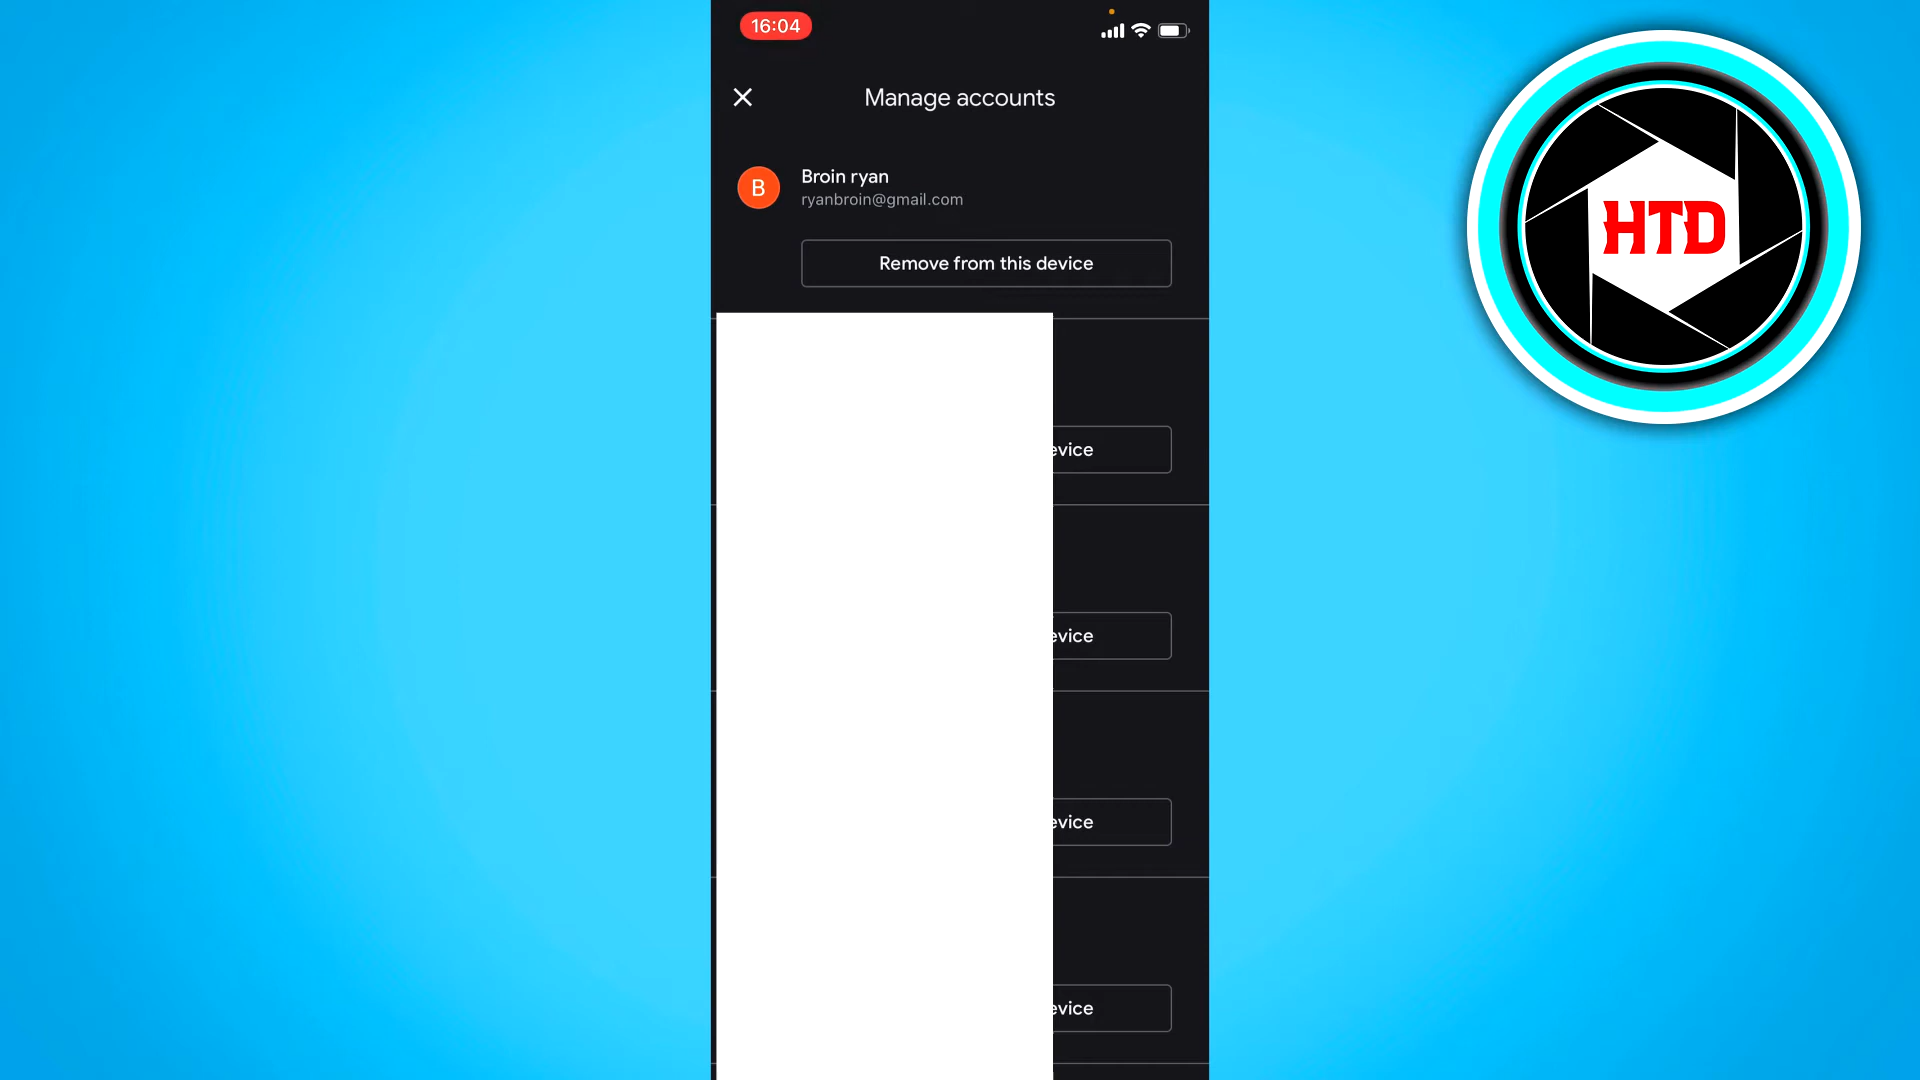 16:04
Manage accounts
B
Broin ryan
ryanbroin@gmail.com
Remove from this device
HTD
evice
evice
evice
evice